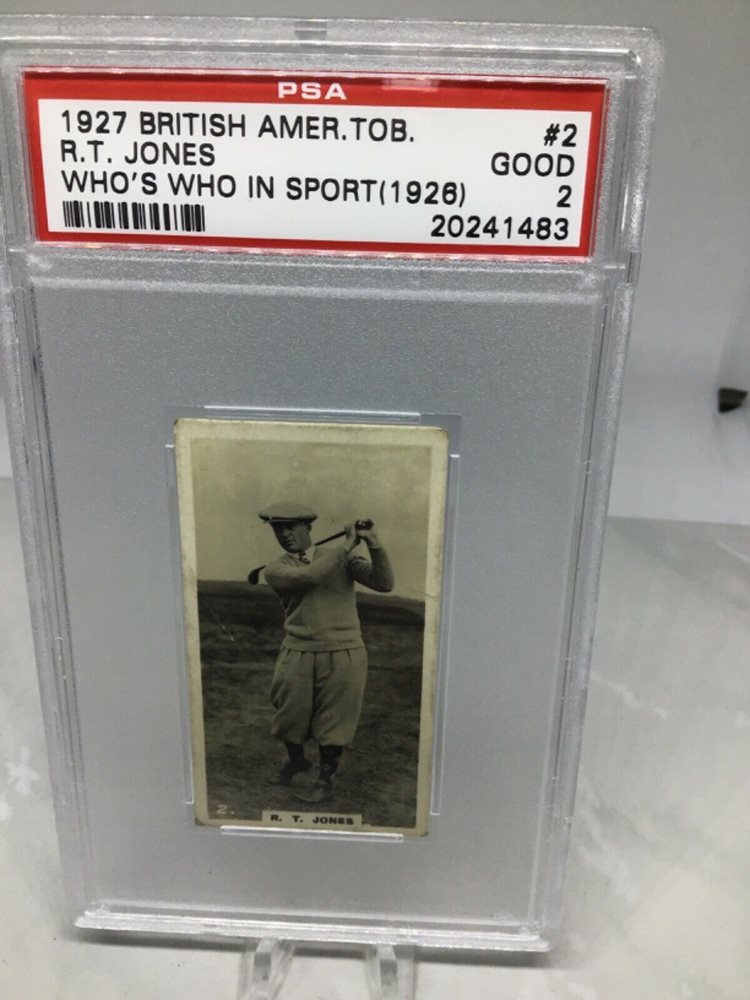 PSA
1927 BRITISH AMER.TOB. #2
R.T. JONES GOOD
WHO'S WHO IN SPORT(1926) 2
20241483
2.
R. T. JONES